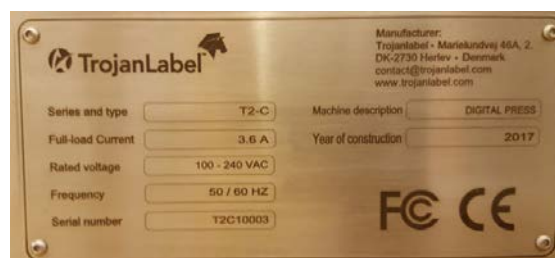 TrojanLabel
Manufacturer:
Trojanlabel - Marielundvej 46A, 2.
DK-2730 Herlev - Denmark
contact@trojanlabel.com
www.trojanlabel.com
Series and type T2-C
Full-load Current 3.6 A
Rated voltage 100 - 240 VAC
Frequency 50 / 60 HZ
Serial number T2C10003
Machine description DIGITAL PRESS
Year of construction 2017
FC CE